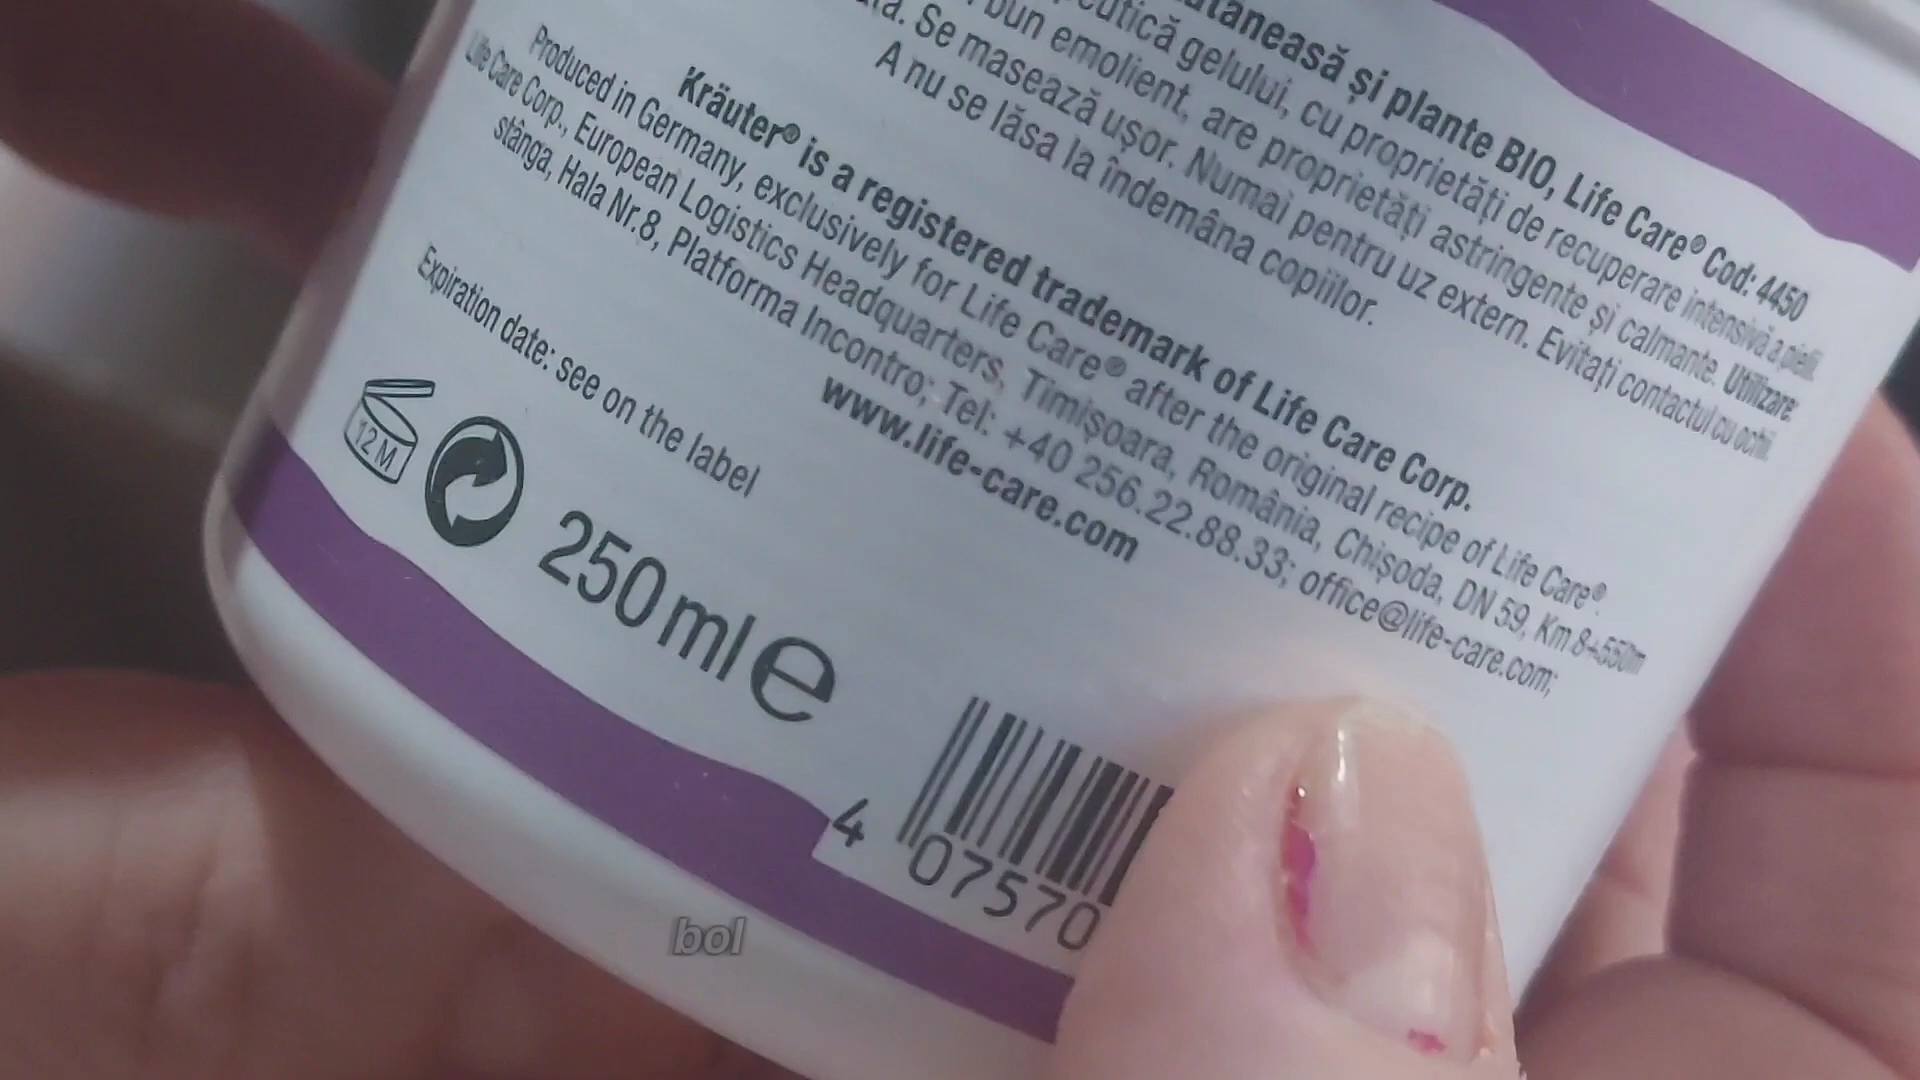 utaneasă și plante BIO, Life Care® Cod: 4450
peutică gelului, cu proprietăți de recuperare intensivă a pielii.
bun emolient, are proprietăți astringente și calmante. Utilizare:
Se masează ușor. Numai pentru uz extern. Evitați contactul cu ochii.
A nu se lăsa la îndemâna copiilor.
Kräuter® is a registered trademark of Life Care Corp.
Produced in Germany, exclusively for Life Care® after the original recipe of Life Care®.
Life Care Corp., European Logistics Headquarters, Timișoara, România, Chișoda, DN 59, Km 8+550m
stânga, Hala Nr.8, Platforma Incontro; Tel: +40 256.22.88.33; office@life-care.com;
www.life-care.com
Expiration date: see on the label
12 M
250 ml e
4 07570
bol